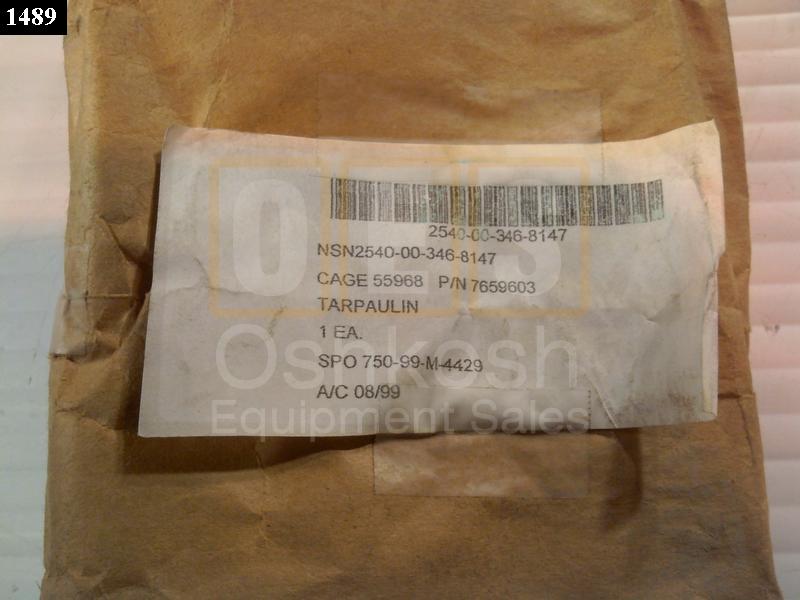 1489
2540-00-346-8147
NSN2540-00-346-8147
CAGE 55968 P/N 7659603
TARPAULIN
1 EA.
SPO 750-99-M-4429
A/C 08/99
OES
Oshkosh
Equipment Sales